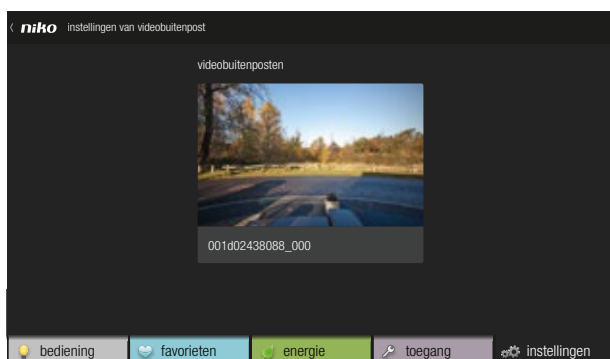 niko instellingen van videobuitenpost
videobuitenposten
001d02438088_000
bediening favorieten energie toegang instellingen